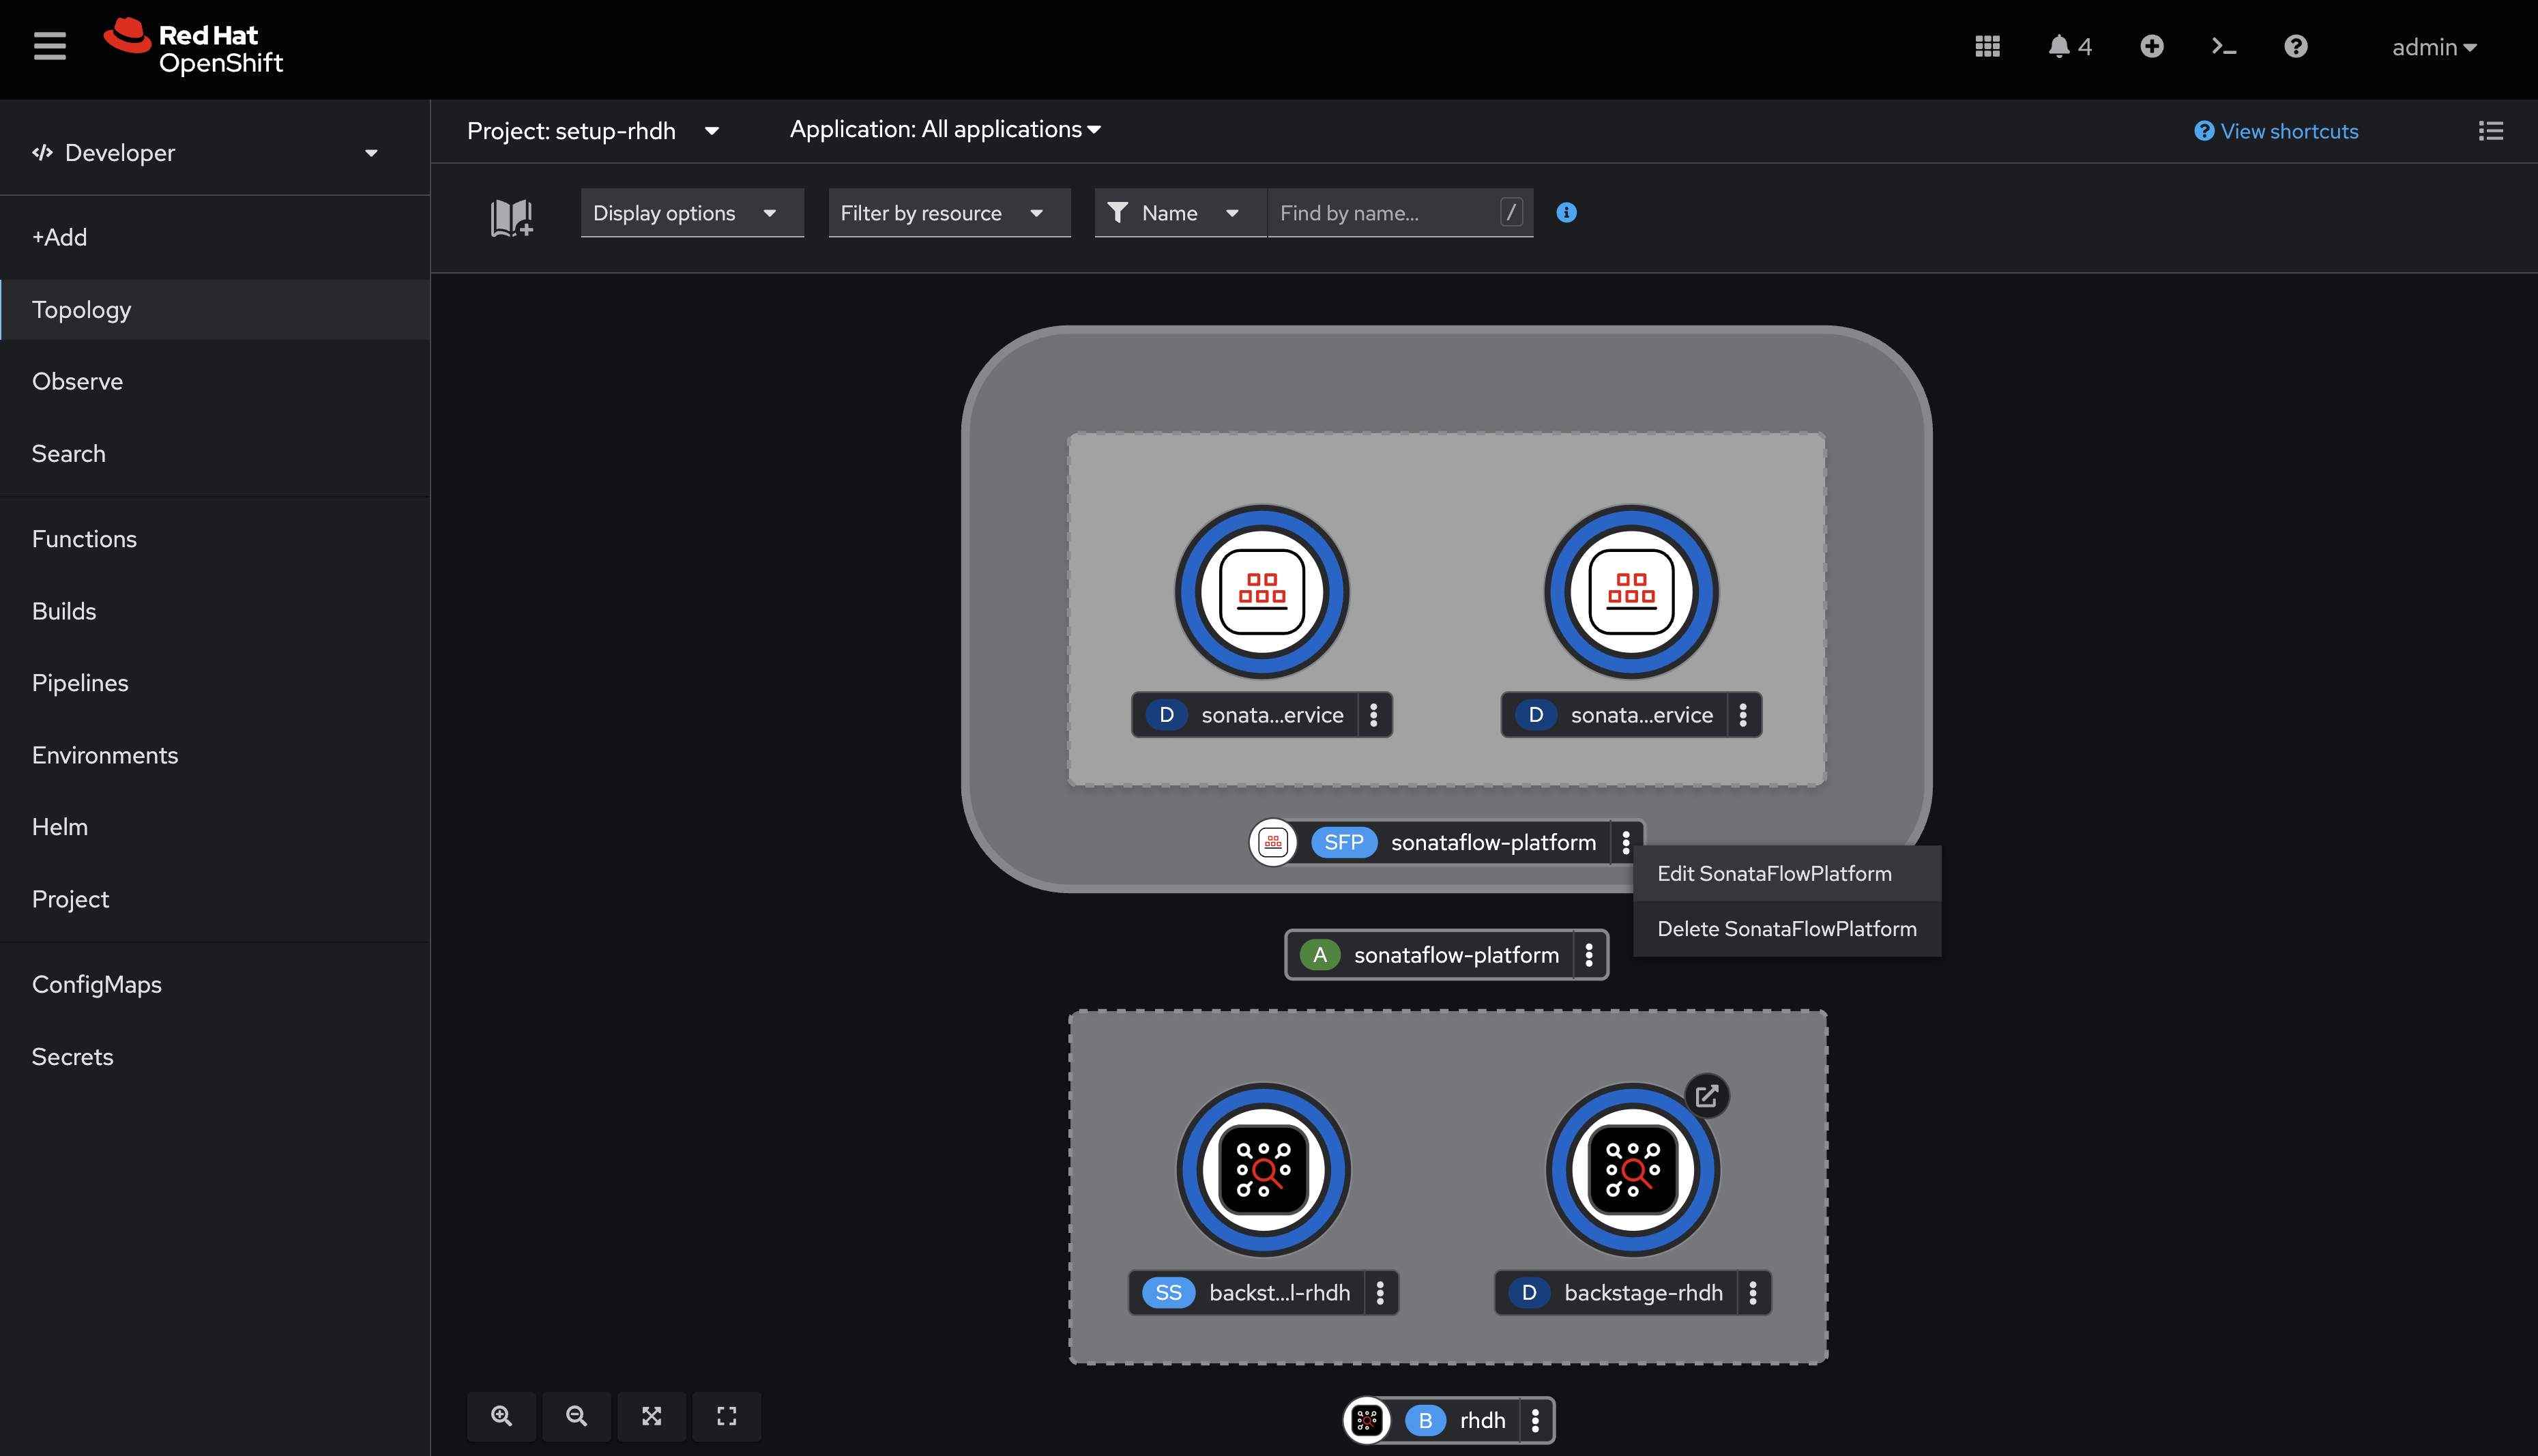 Red Hat
OpenShift
4
admin
Developer
+Add
Topology
Observe
Search
Functions
Builds
Pipelines
Environments
Helm
Project
ConfigMaps
Secrets
Project: setup-rhdh
Application: All applications
View shortcuts
Display options
Filter by resource
Name
Find by name...
/
D sonata...ervice
D sonata...ervice
SFP sonataflow-platform
Edit SonataFlowPlatform
Delete SonataFlowPlatform
A sonataflow-platform
SS backst...l-rhdh
D backstage-rhdh
B rhdh